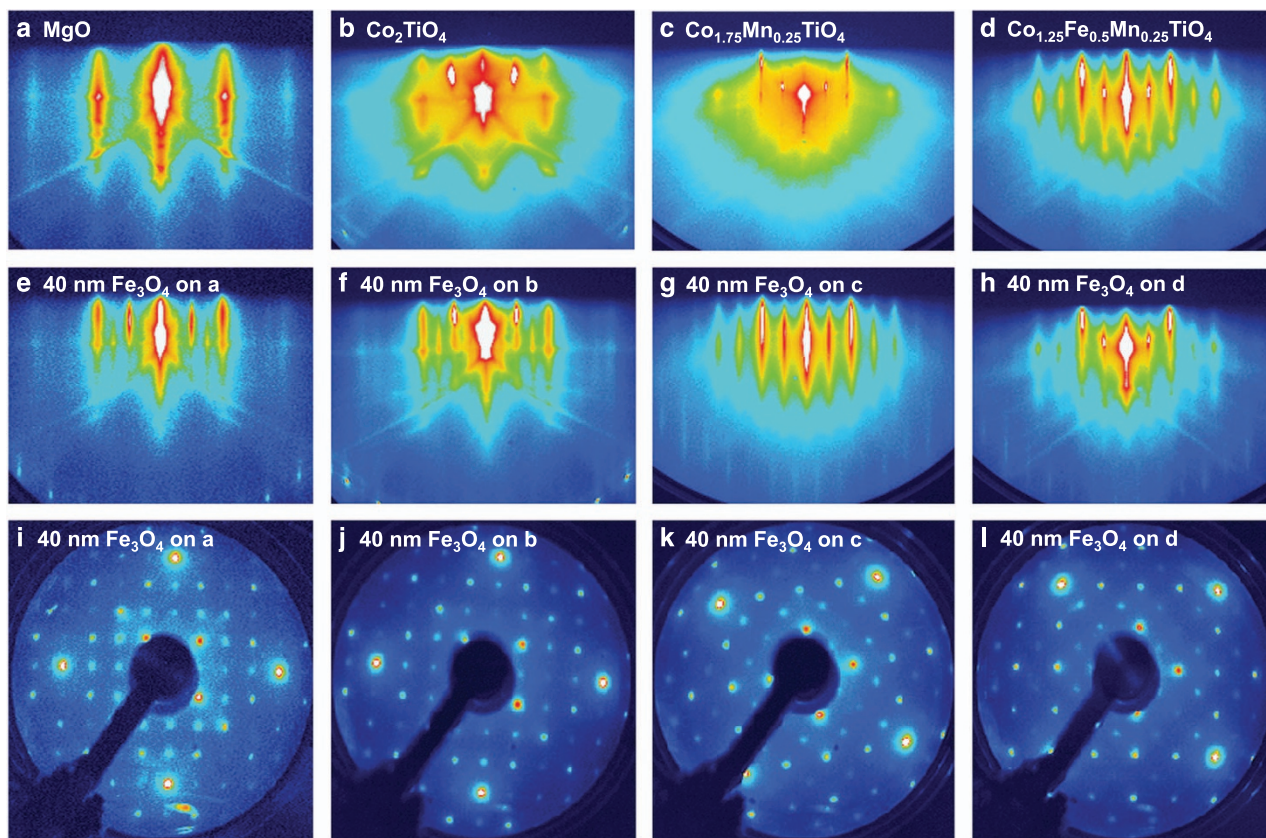 a MgO
b Co₂TiO₄
c Co₁.₇₅Mn₀.₂₅TiO₄
d Co₁.₂₅Fe₀.₅Mn₀.₂₅TiO₄
e 40 nm Fe₃O₄ on a
f 40 nm Fe₃O₄ on b
g 40 nm Fe₃O₄ on c
h 40 nm Fe₃O₄ on d
i 40 nm Fe₃O₄ on a
j 40 nm Fe₃O₄ on b
k 40 nm Fe₃O₄ on c
l 40 nm Fe₃O₄ on d